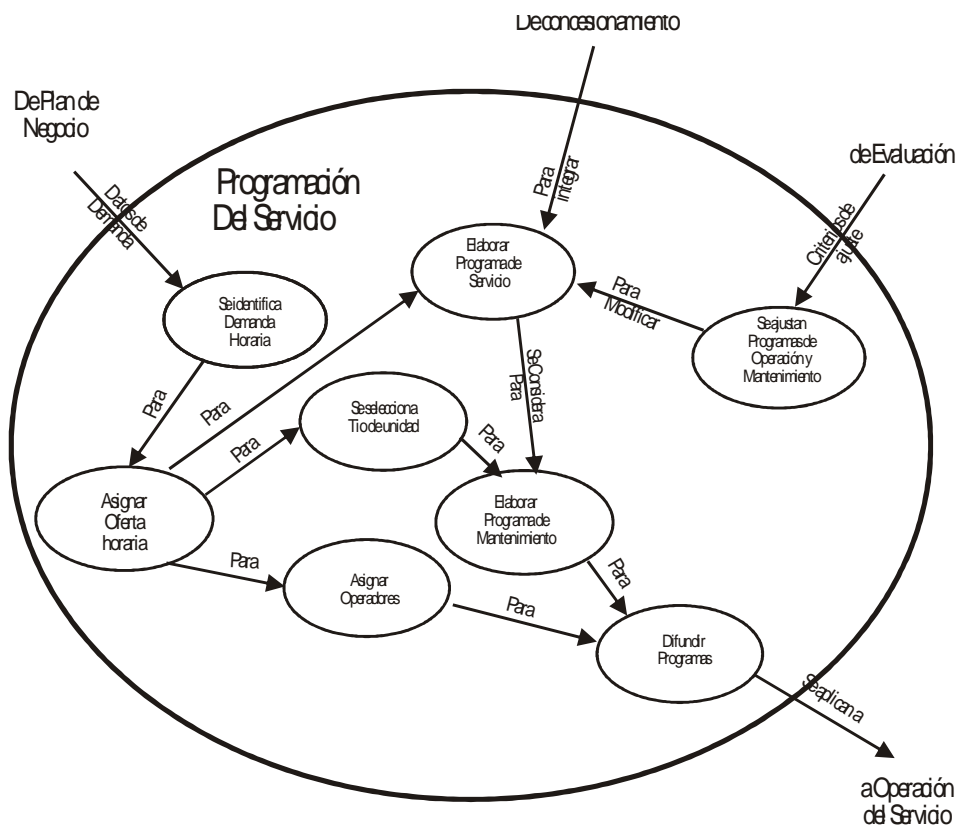 De concesionamiento
De Plan de
Negocio
de Evaluación
Datos de
Demanda
Programación
Del Servicio
Para
integrar
Criterios de
ajuste
Elaborar
Programa de
Servicio
Se identifica
Demanda
Horaria
Para
Modificar
Se ajustan
Programas de
Operación y
Mantenimiento
Para
Para
Se Considera
Para
Se selecciona
Tio de unidad
Para
Para
Asignar
Oferta
horaria
Elaborar
Programa de
Mantenimiento
Para
Asignar
Operadores
Para
Para
Difundir
Programas
Se aplican a
a Operación
del Servicio